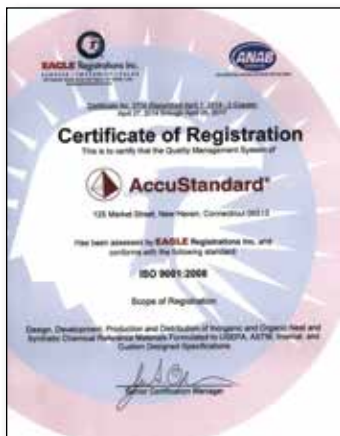 EAGLE Registrations Inc.
ANAB
Certificate of Registration
This is to certify that the Quality Management System of
AccuStandard®
125 Market Street, New Haven, Connecticut 06513
Has been assessed by EAGLE Registrations Inc. and
conforms with the following standard:
ISO 9001:2008
Scope of Registration
Design, Development, Production and Distribution of Inorganic and Organic Neat and
Synthetic Chemical Reference Materials Formulated to USEPA, ASTM, Internal, and
Custom Designed Specifications.
Senior Certification Manager